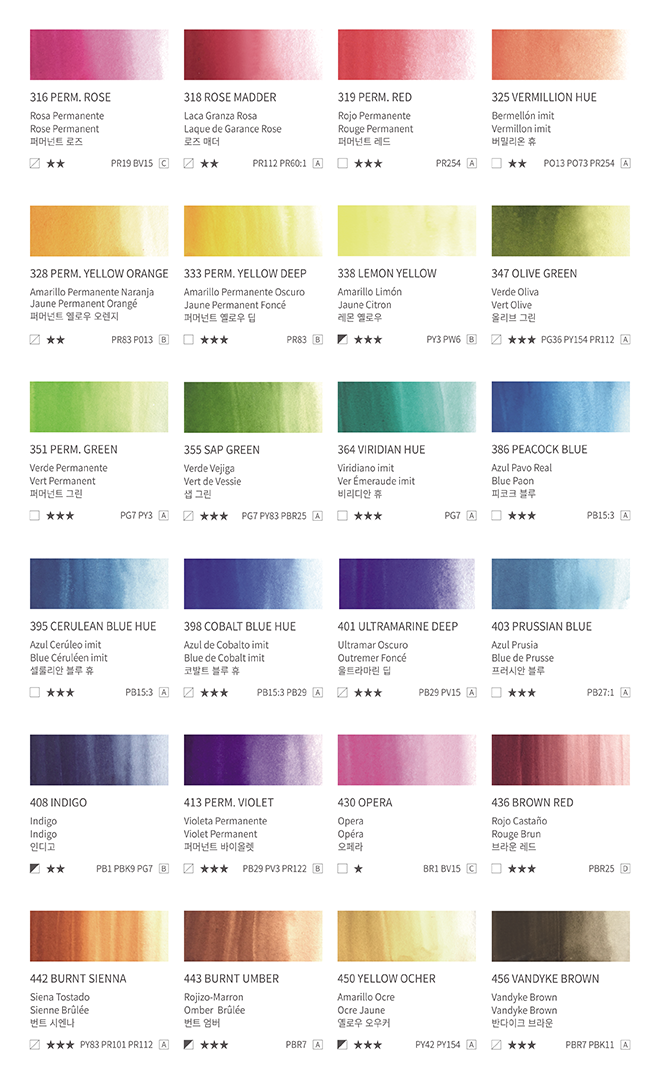 316 PERM. ROSE
Rosa Permanente
Rose Permanent
퍼머넌트 로즈
★★ PR19 BV15 C
318 ROSE MADDER
Laca Granza Rosa
Laque de Garance Rose
로즈 매더
★★ PR112 PR60:1 A
319 PERM. RED
Rojo Permanente
Rouge Permanent
퍼머넌트 레드
★★★ PR254 A
325 VERMILLION HUE
Bermellón imit
Vermillon imit
버밀리온 휴
★★ PO13 PO73 PR254 A
328 PERM. YELLOW ORANGE
Amarillo Permanente Naranja
Jaune Permanent Orangé
퍼머넌트 옐로우 오렌지
★★ PR83 PO13 B
333 PERM. YELLOW DEEP
Amarillo Permanente Oscuro
Jaune Permanent Foncé
퍼머넌트 옐로우 딥
★★★ PR83 B
338 LEMON YELLOW
Amarillo Limón
Jaune Citron
레몬 옐로우
★★★ PY3 PW6 B
347 OLIVE GREEN
Verde Oliva
Vert Olive
올리브 그린
★★★ PG36 PY154 PR112 A
351 PERM. GREEN
Verde Permanente
Vert Permanent
퍼머넌트 그린
★★★ PG7 PY3 A
355 SAP GREEN
Verde Vejiga
Vert de Vessie
샙 그린
★★★ PG7 PY83 PBR25 A
364 VIRIDIAN HUE
Viridiano imit
Ver Émeraude imit
비리디안 휴
★★★ PG7 A
386 PEACOCK BLUE
Azul Pavo Real
Blue Paon
피코크 블루
★★★ PB15:3 A
395 CERULEAN BLUE HUE
Azul Cerúleo imit
Blue Céruléen imit
셀룰리안 블루 휴
★★★ PB15:3 A
398 COBALT BLUE HUE
Azul de Cobalto imit
Blue de Cobalt imit
코발트 블루 휴
★★★ PB15:3 PB29 A
401 ULTRAMARINE DEEP
Ultramar Oscuro
Outremer Foncé
울트라마린 딥
★★★ PB29 PV15 A
403 PRUSSIAN BLUE
Azul Prusia
Blue de Prusse
프러시안 블루
★★★ PB27:1 A
408 INDIGO
Indigo
Indigo
인디고
★★ PB1 PBK9 PG7 B
413 PERM. VIOLET
Violeta Permanente
Violet Permanent
퍼머넌트 바이올렛
★★★ PB29 PV3 PR122 B
430 OPERA
Opera
Opéra
오페라
★ BR1 BV15 C
436 BROWN RED
Rojo Castaño
Rouge Brun
브라운 레드
★★★ PBR25 D
442 BURNT SIENNA
Siena Tostado
Sienne Brûlée
번트 시엔나
★★★ PY83 PR101 PR112 A
443 BURNT UMBER
Rojizo-Marron
Omber Brûlée
번트 엄버
★★★ PBR7 A
450 YELLOW OCHER
Amarillo Ocre
Ocre Jaune
옐로우 오우커
★★★ PY42 PY154 A
456 VANDYKE BROWN
Vandyke Brown
Vandyke Brown
반다이크 브라운
★★★ PBR7 PBK11 A